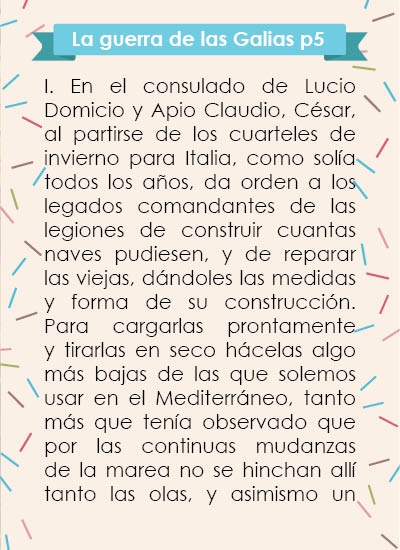 La guerra de las Galias p5
I. En el consulado de Lucio
Domicio y Apio Claudio, César,
al partirse de los cuarteles de
invierno para Italia, como solía
todos los años, da orden a los
legados comandantes de las
legiones de construir cuantas
naves pudiesen, y de reparar
las viejas, dándoles las medidas
y forma de su construcción.
Para cargarlas prontamente
y tirarlas en seco hácelas algo
más bajas de las que solemos
usar en el Mediterráneo, tanto
más que tenía observado que
por las continuas mudanzas
de la marea no se hinchan allí
tanto las olas, y asimismo un